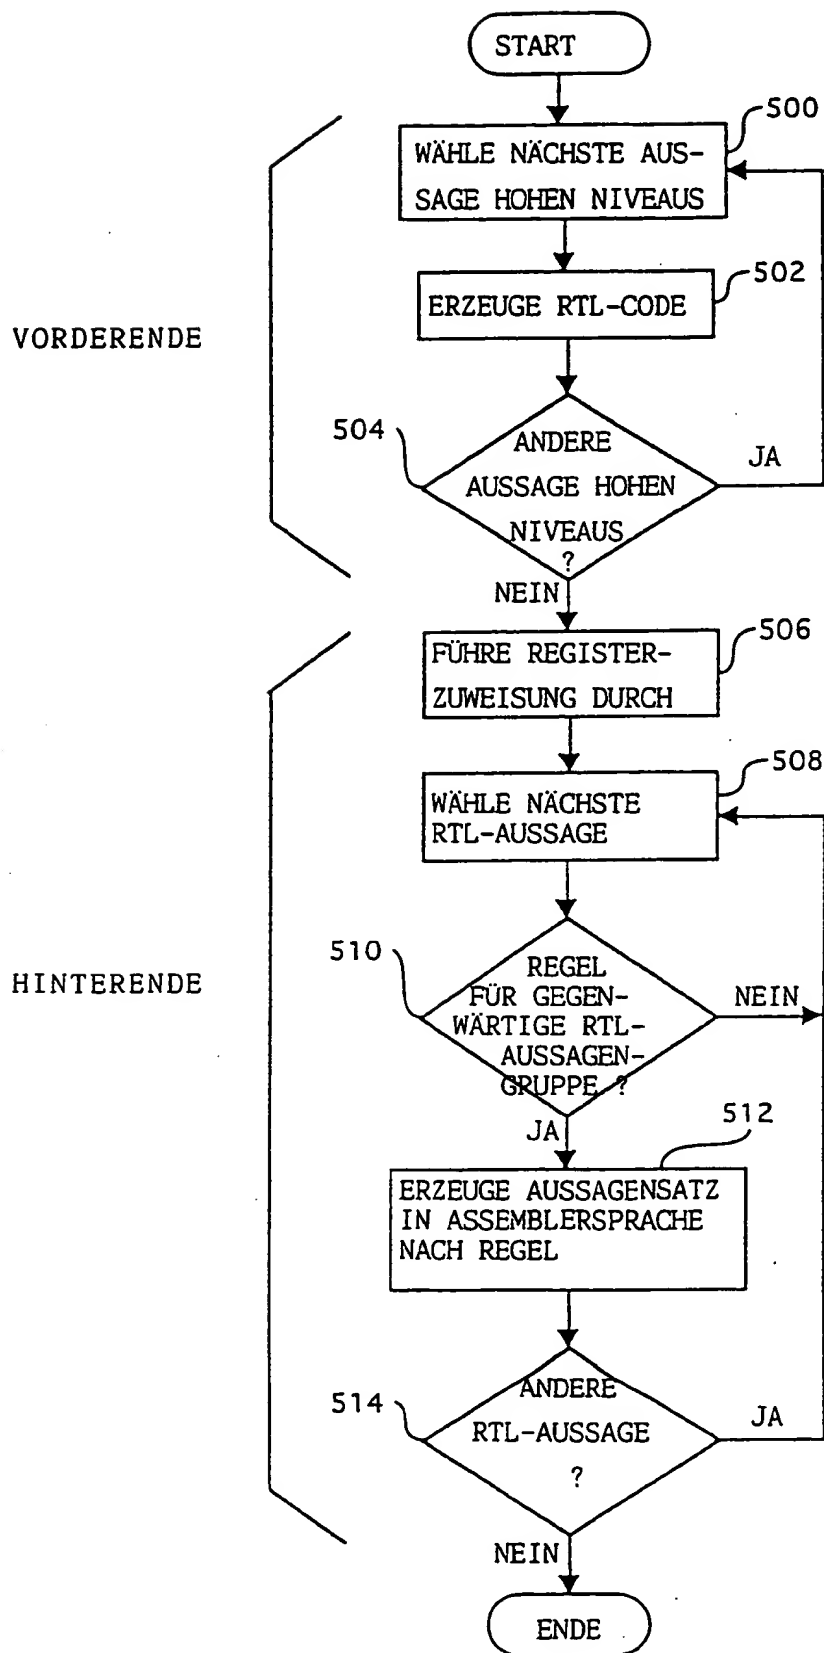 START
500
WÄHLE NÄCHSTE AUS-
SAGE HOHEN NIVEAUS
502
ERZEUGE RTL-CODE
VORDERENDE
504
ANDERE
AUSSAGE HOHEN
NIVEAUS
?
JA
NEIN
506
FÜHRE REGISTER-
ZUWEISUNG DURCH
508
WÄHLE NÄCHSTE
RTL-AUSSAGE
510
REGEL
FÜR GEGEN-
WÄRTIGE RTL-
AUSSAGEN-
GRUPPE ?
NEIN
HINTERENDE
JA
512
ERZEUGE AUSSAGENSATZ
IN ASSEMBLERSPRACHE
NACH REGEL
514
ANDERE
RTL-AUSSAGE
?
JA
NEIN
ENDE